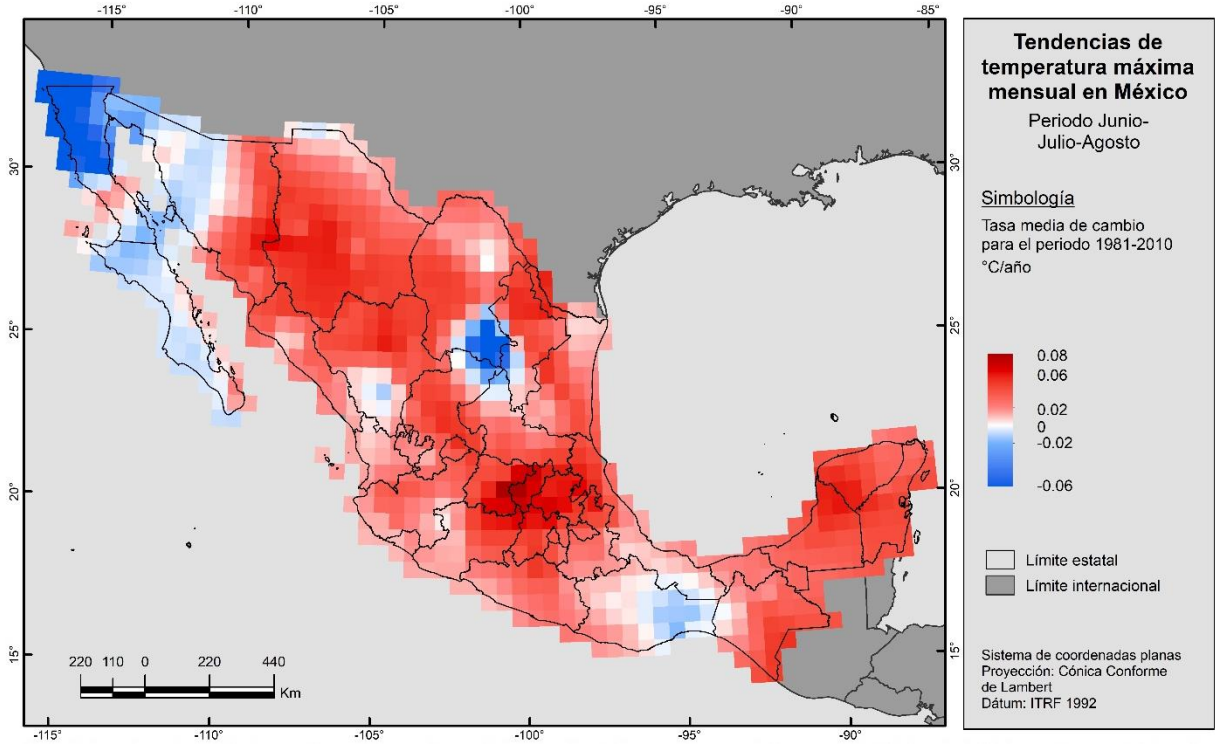 -115° -110° -105° -100° -95° -90° -85°
30° 30°
25° 25°
20° 20°
15° 15°
220 110 0 220 440
Km
-115° -110° -105° -100° -95° -90°
Tendencias de
temperatura máxima
mensual en México
Periodo Junio-
Julio-Agosto
Simbología
Tasa media de cambio
para el periodo 1981-2010
°C/año
0.08
0.06
0.02
0
-0.02
-0.06
Límite estatal
Límite internacional
Sistema de coordenadas planas
Proyección: Cónica Conforme
de Lambert
Dátum: ITRF 1992